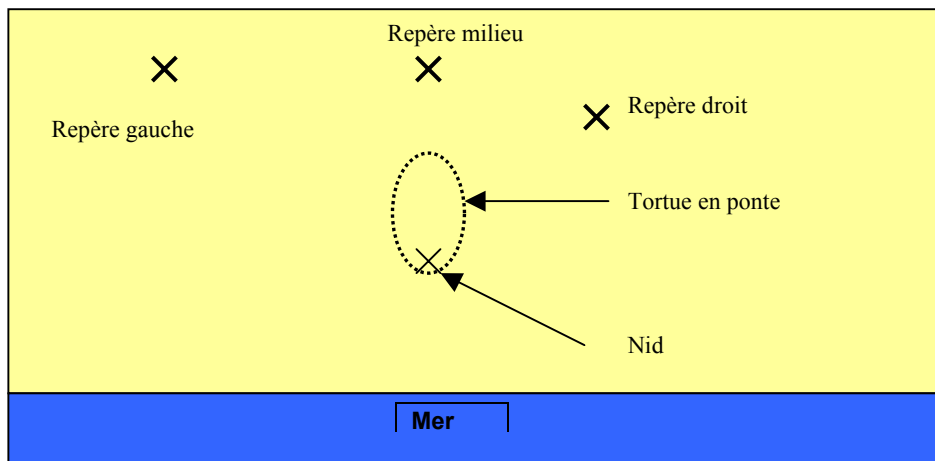 Repère milieu
Repère droit
Repère gauche
Tortue en ponte
Nid
Mer